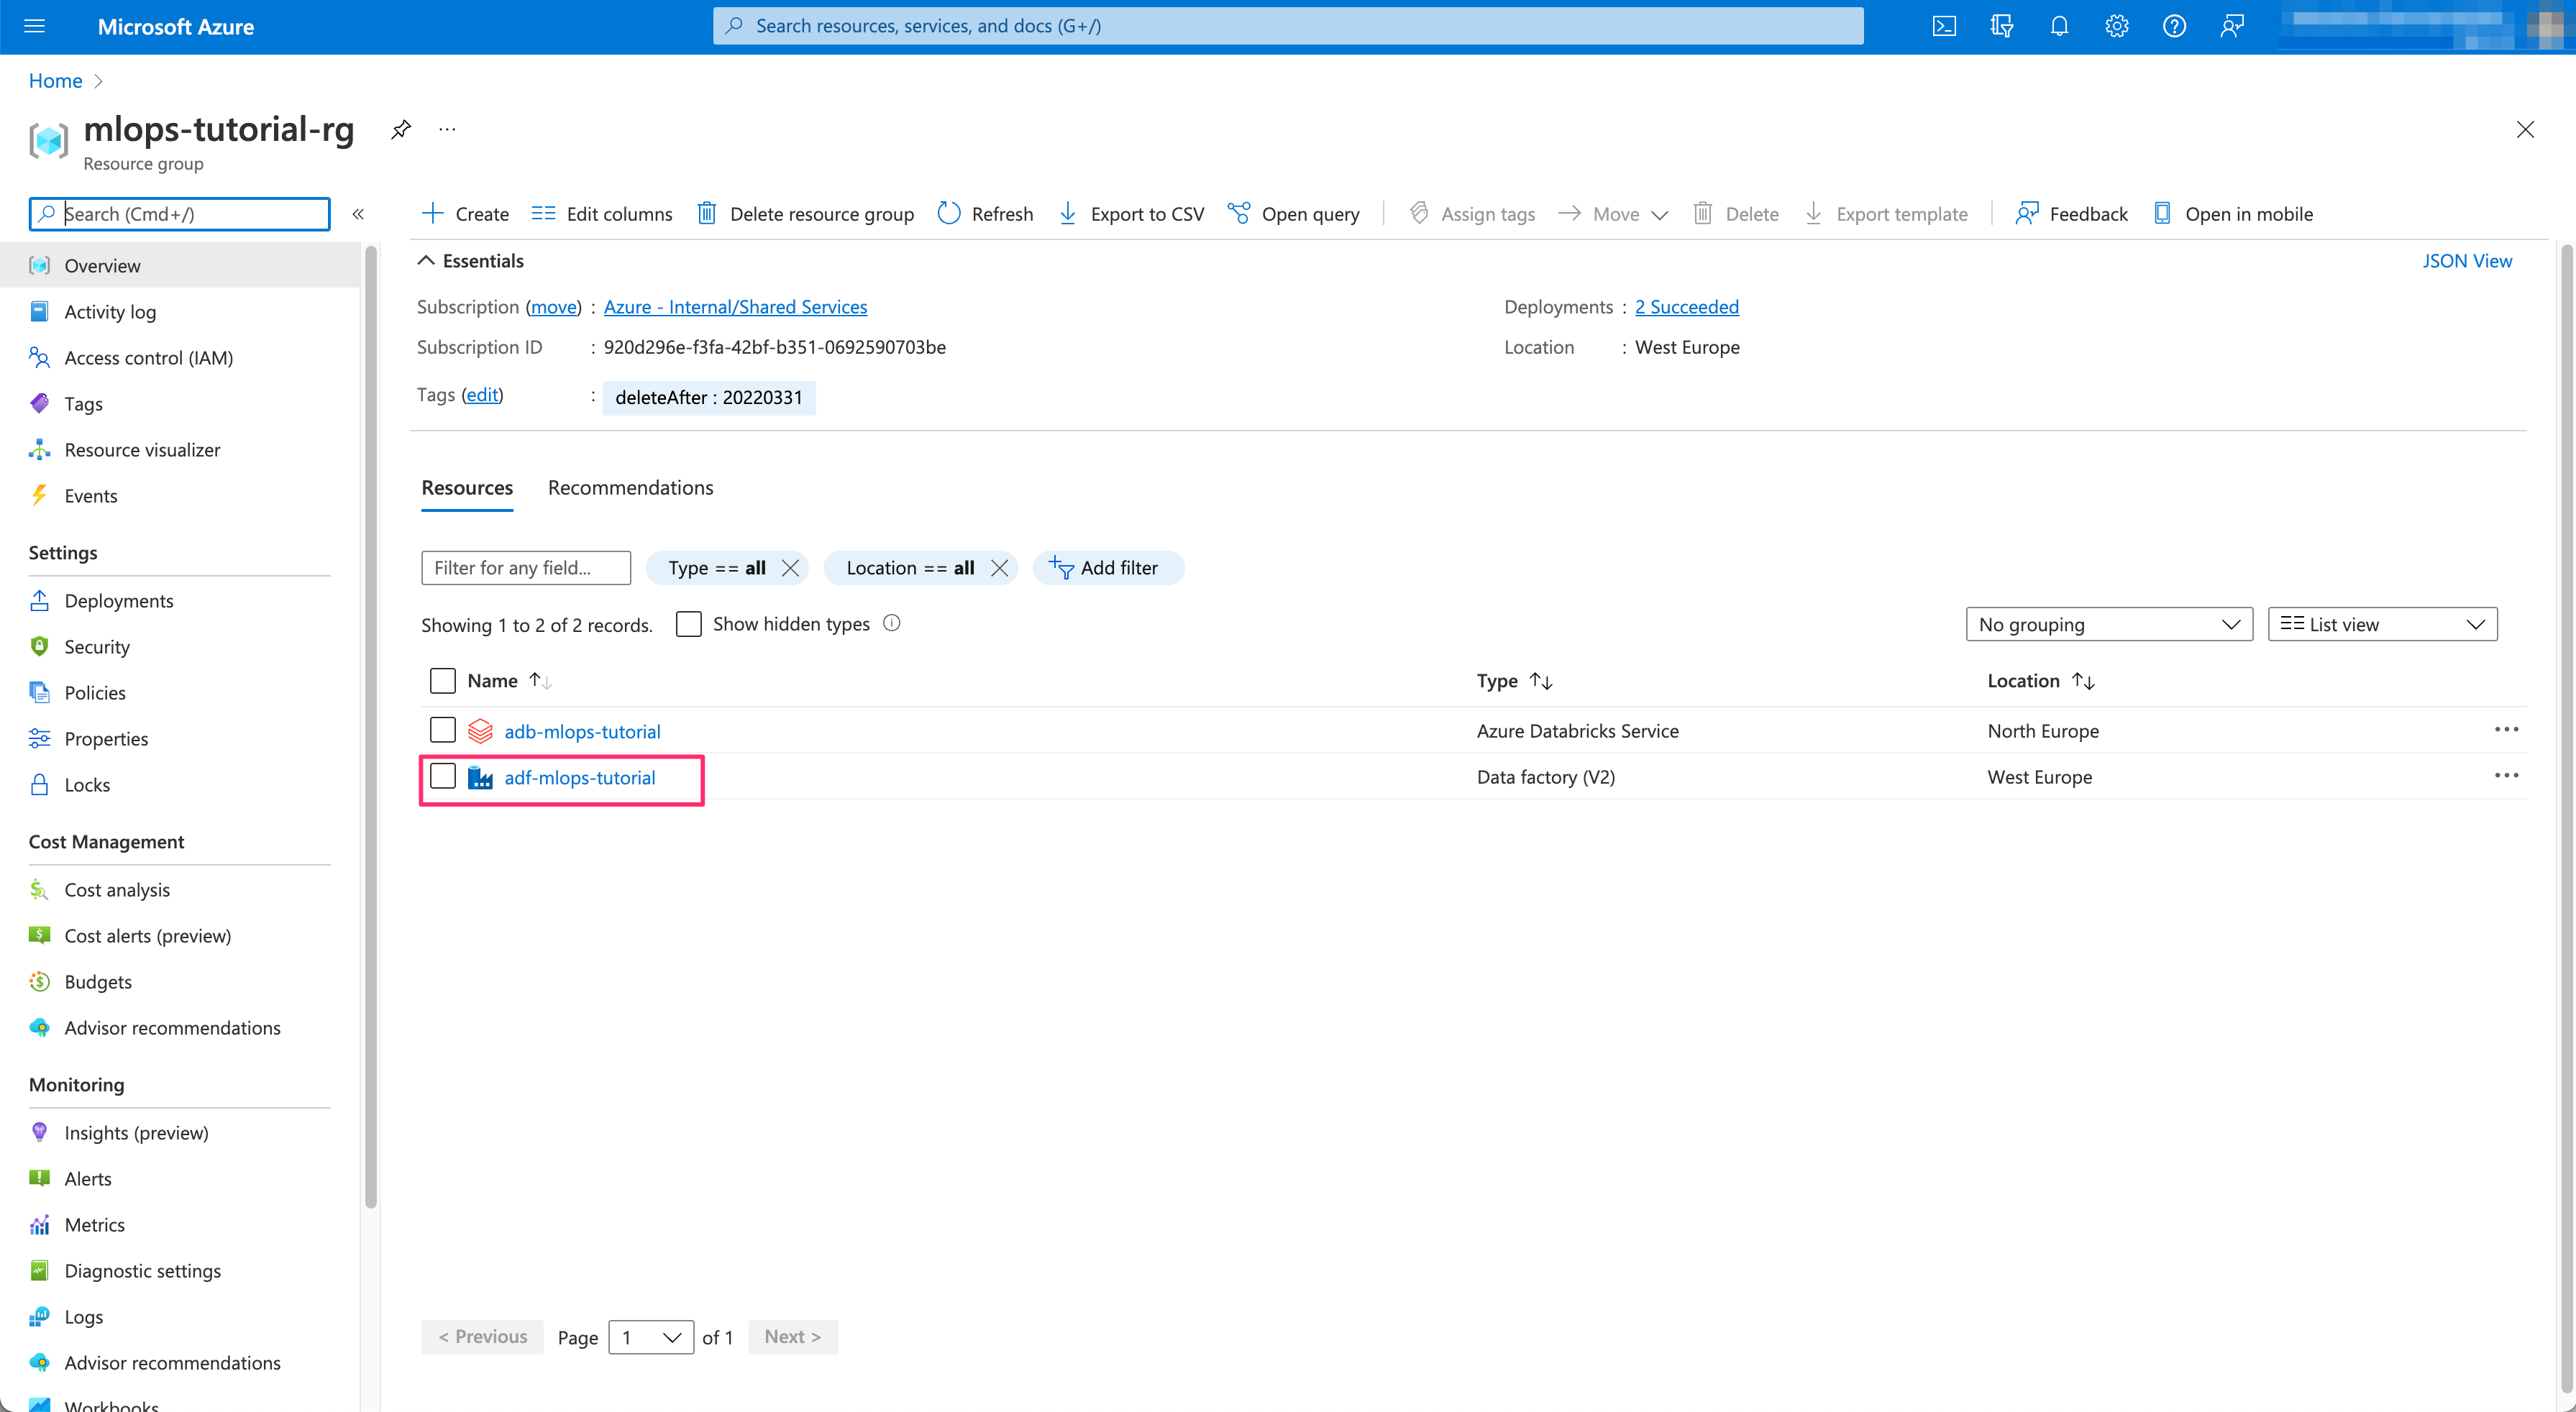 Microsoft Azure
Search resources, services, and docs (G+/)
Home
mlops-tutorial-rg
...
Resource group
Search (Cmd+/)
«
Create
Edit columns
Delete resource group
Refresh
Export to CSV
Open query
Assign tags
Move
Delete
Export template
Feedback
Open in mobile
Overview
Activity log
Access control (IAM)
Tags
Resource visualizer
Events
Settings
Deployments
Security
Policies
Properties
Locks
Cost Management
Cost analysis
Cost alerts (preview)
Budgets
Advisor recommendations
Monitoring
Insights (preview)
Alerts
Metrics
Diagnostic settings
Logs
Advisor recommendations
Workbooks
Essentials
JSON View
Subscription (move) : Azure - Internal/Shared Services
Deployments : 2 Succeeded
Subscription ID : 920d296e-f3fa-42bf-b351-0692590703be
Location : West Europe
Tags (edit) : deleteAfter : 20220331
Resources
Recommendations
Filter for any field...
Type == all
Location == all
Add filter
Showing 1 to 2 of 2 records.
Show hidden types
No grouping
List view
Name
Type
Location
adb-mlops-tutorial
Azure Databricks Service
North Europe
adf-mlops-tutorial
Data factory (V2)
West Europe
< Previous
Page 1 of 1
Next >